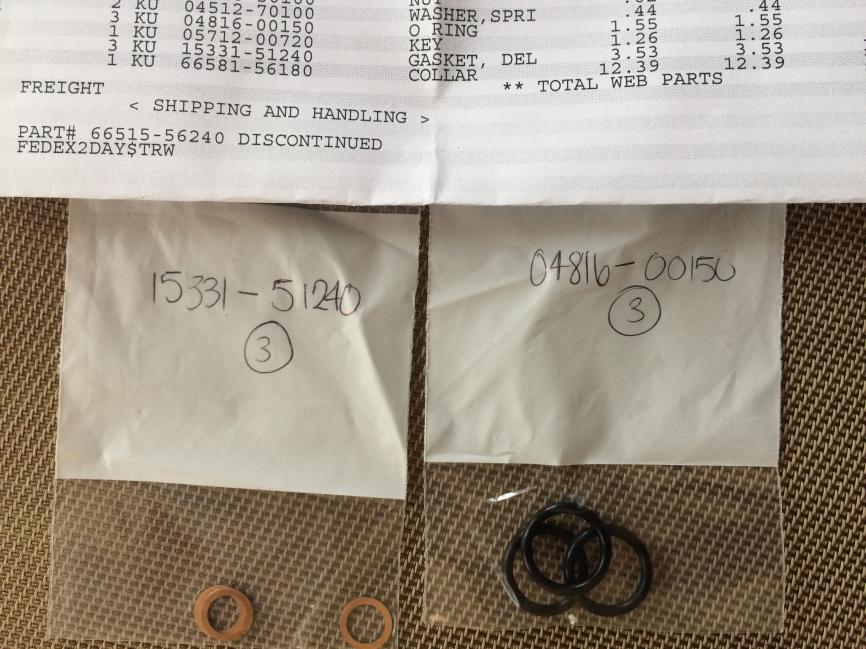 2 KU 04512-70100 WASHER,SPRI .44 .44
3 KU 04816-00150 O RING 1.55 1.55
1 KU 05712-00720 KEY 1.26 1.26
3 KU 15331-51240 GASKET, DEL 3.53 3.53
1 KU 66581-56180 COLLAR 12.39 12.39
** TOTAL WEB PARTS
FREIGHT
< SHIPPING AND HANDLING >
PART# 66515-56240 DISCONTINUED
FEDEX2DAY$TRW
15331-51240
3
04816-00150
3